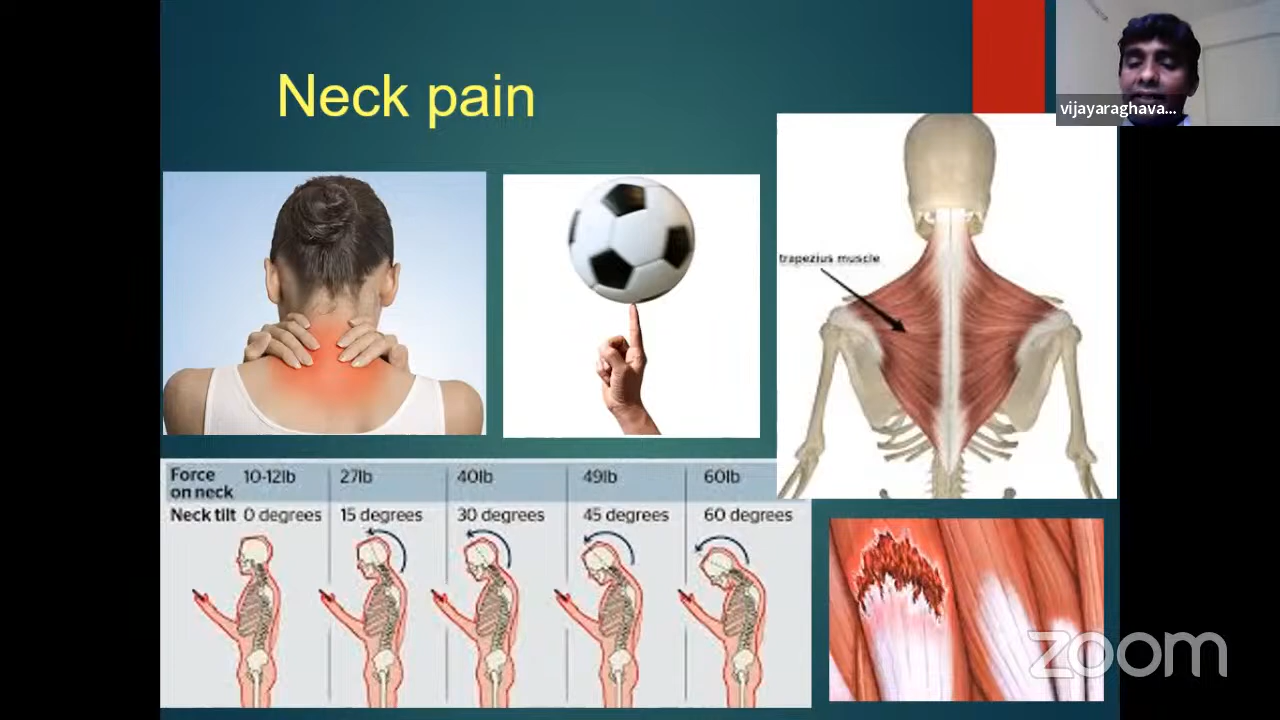 Neck pain
vijayaraghava...
trapezius muscle
Force on neck 10-12lb 27lb 40lb 49lb 60lb
Neck tilt 0 degrees 15 degrees 30 degrees 45 degrees 60 degrees
zoom